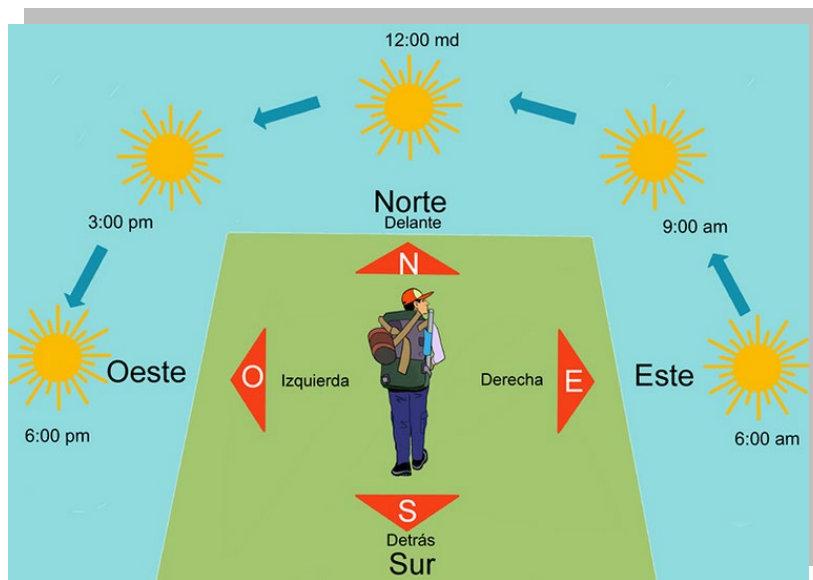 12:00 md
3:00 pm
9:00 am
Norte
Delante
N
Oeste
O
Izquierda
Derecha
E
Este
6:00 pm
6:00 am
S
Detrás
Sur